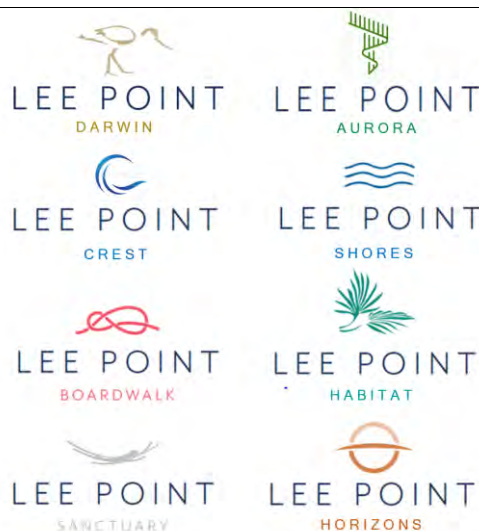 LEE POINT
DARWIN
LEE POINT
AURORA
LEE POINT
CREST
LEE POINT
SHORES
LEE POINT
BOARDWALK
LEE POINT
HABITAT
LEE POINT
SANCTUARY
LEE POINT
HORIZONS